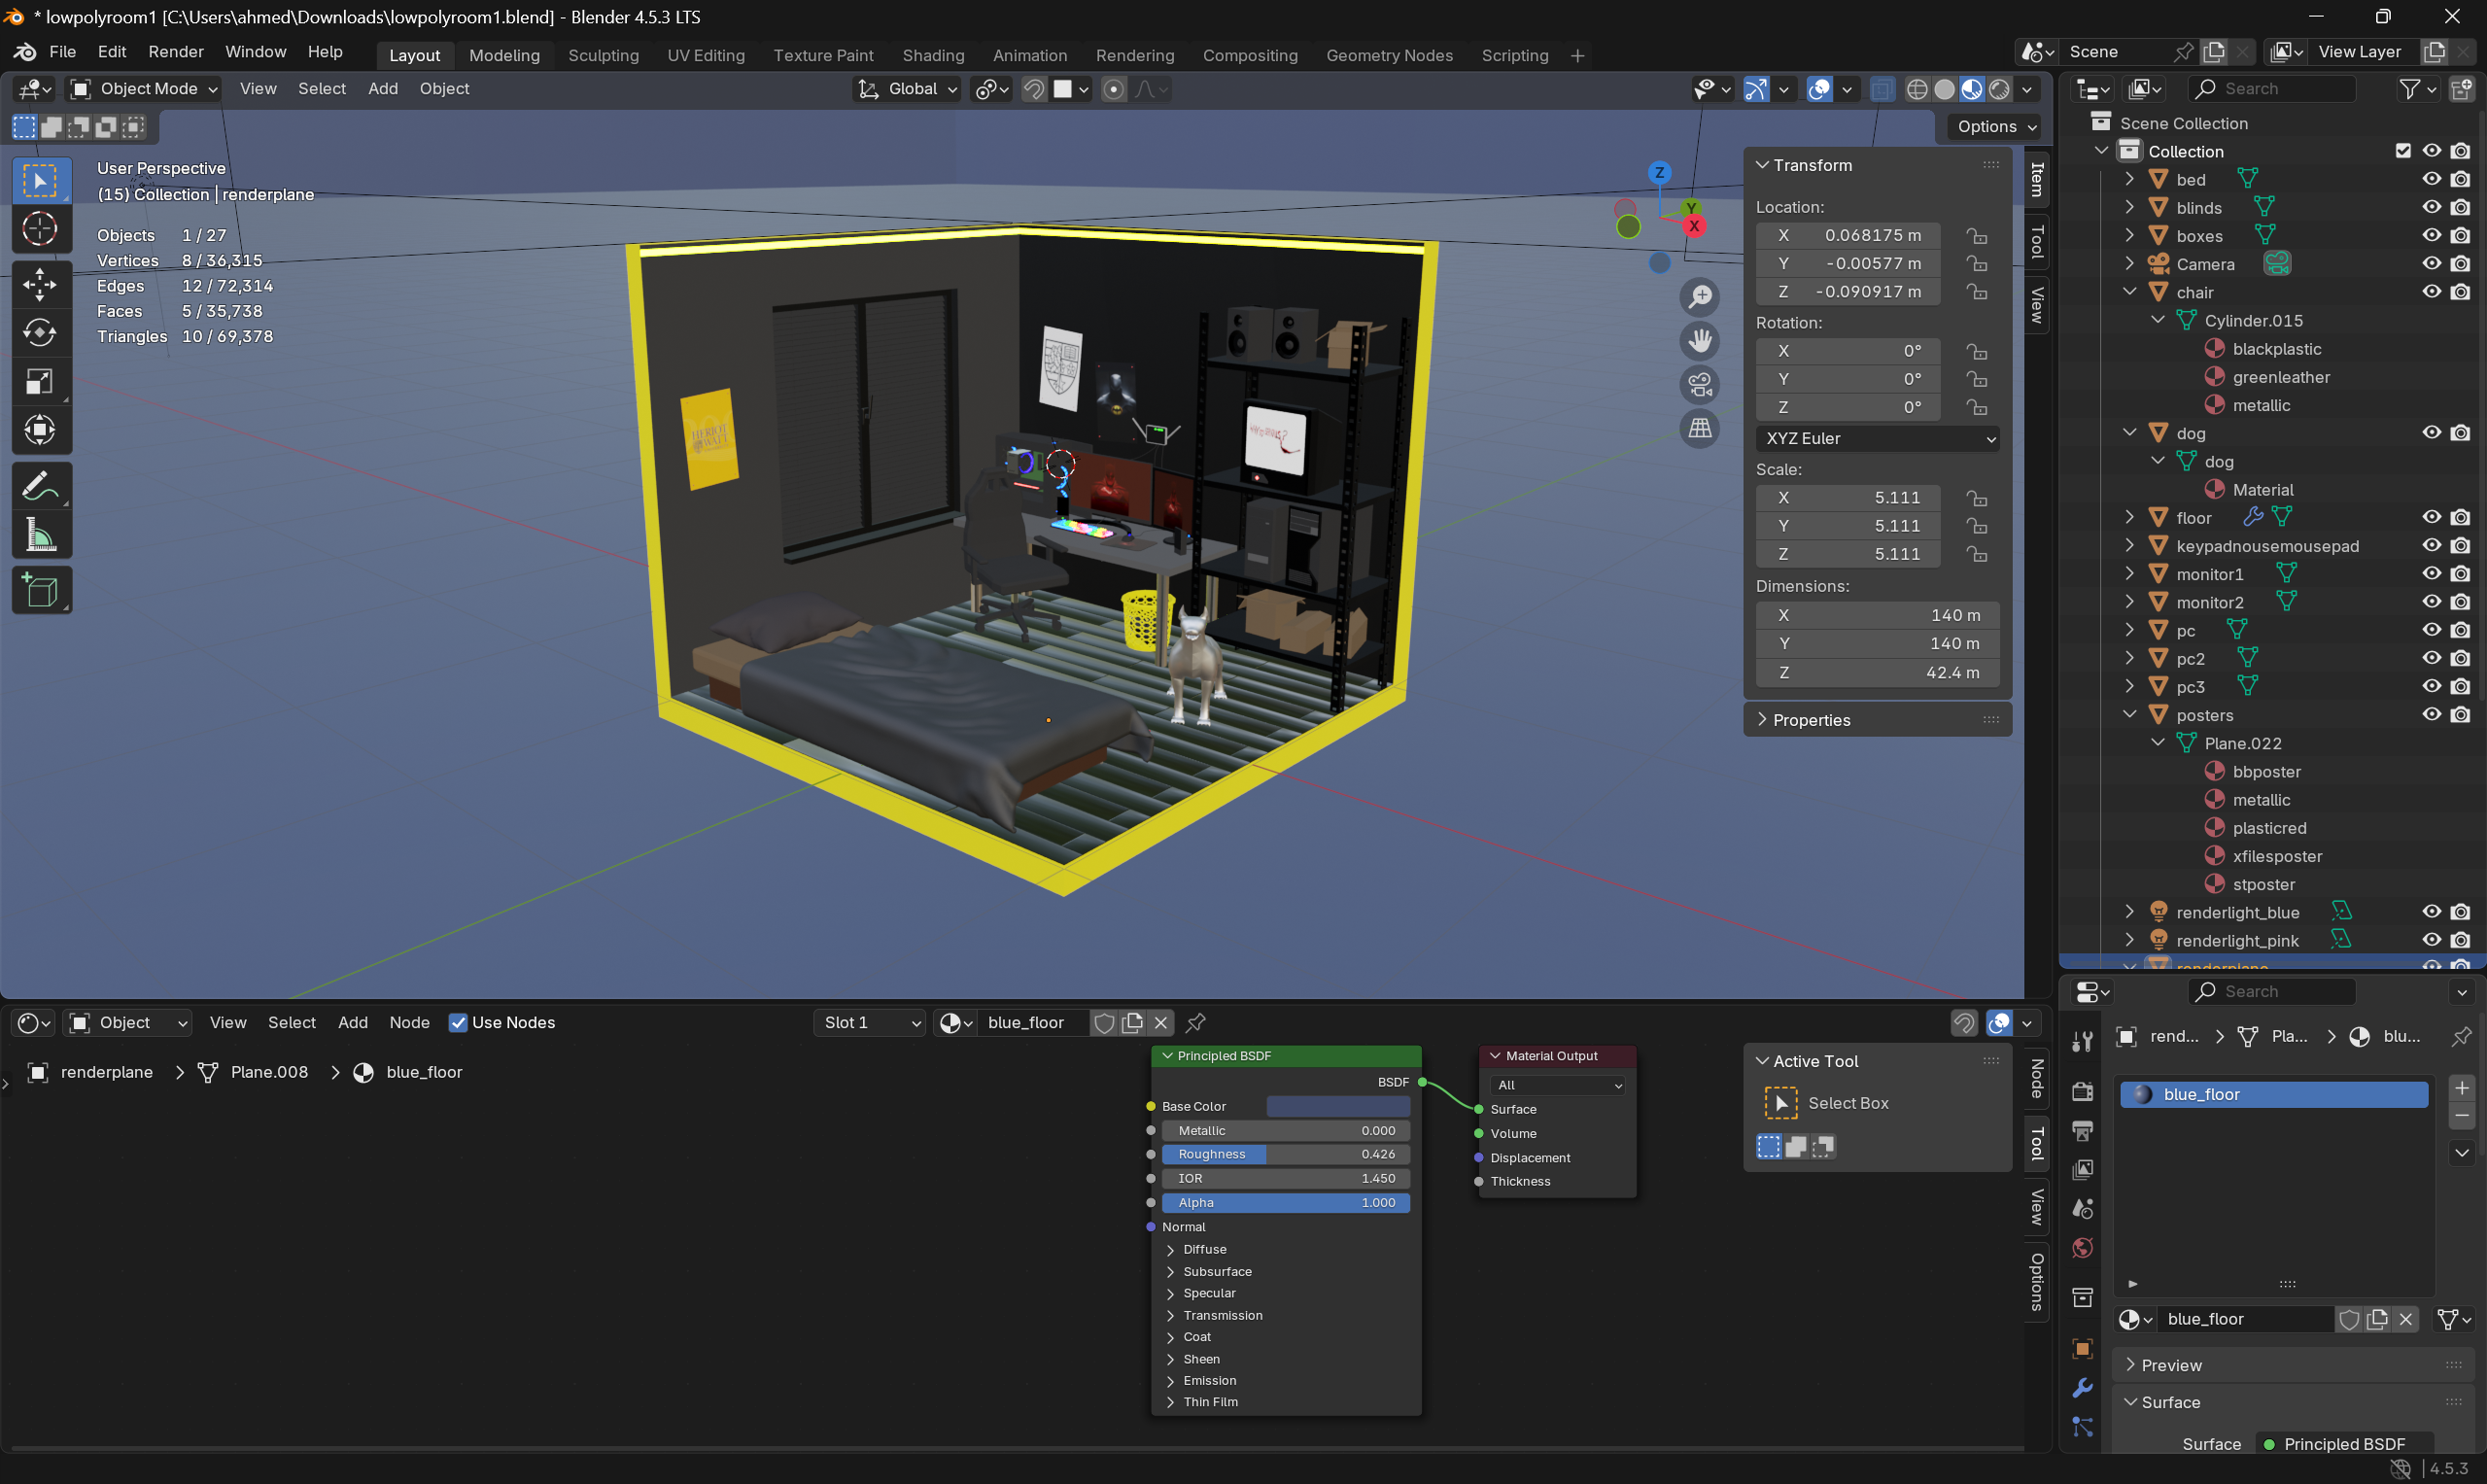 * lowpolyroom1 [C:\Users\ahmed\Downloads\lowpolyroom1.blend] - Blender 4.5.3 LTS
File Edit Render Window Help Layout Modeling Sculpting UV Editing Texture Paint Shading Animation Rendering Compositing Geometry Nodes Scripting + Scene View Layer
Object Mode View Select Add Object Global Search
Options
User Perspective
(15) Collection | renderplane
Objects 1 / 27
Vertices 8 / 36,315
Edges 12 / 72,314
Faces 5 / 35,738
Triangles 10 / 69,378
HERIOT
WATT
Z
Y
X
Transform
Location:
X 0.068175 m
Y -0.00577 m
Z -0.090917 m
Rotation:
X 0°
Y 0°
Z 0°
XYZ Euler
Scale:
X 5.111
Y 5.111
Z 5.111
Dimensions:
X 140 m
Y 140 m
Z 42.4 m
Properties
Item
Tool
View
Scene Collection
Collection
bed
blinds
boxes
Camera
chair
Cylinder.015
blackplastic
greenleather
metallic
dog
dog
Material
floor
keypadnousemousepad
monitor1
monitor2
pc
pc2
pc3
posters
Plane.022
bbposter
metallic
plasticred
xfilesposter
stposter
renderlight_blue
renderlight_pink
renderplane
Object View Select Add Node Use Nodes Slot 1 blue_floor
renderplane > Plane.008 > blue_floor
Principled BSDF
BSDF
Base Color
Metallic 0.000
Roughness 0.426
IOR 1.450
Alpha 1.000
Normal
Diffuse
Subsurface
Specular
Transmission
Coat
Sheen
Emission
Thin Film
Material Output
All
Surface
Volume
Displacement
Thickness
Active Tool
Select Box
Node
Tool
View
Options
Search
rend... > Pla... > blu...
blue_floor
blue_floor
Preview
Surface
Surface Principled BSDF
4.5.3